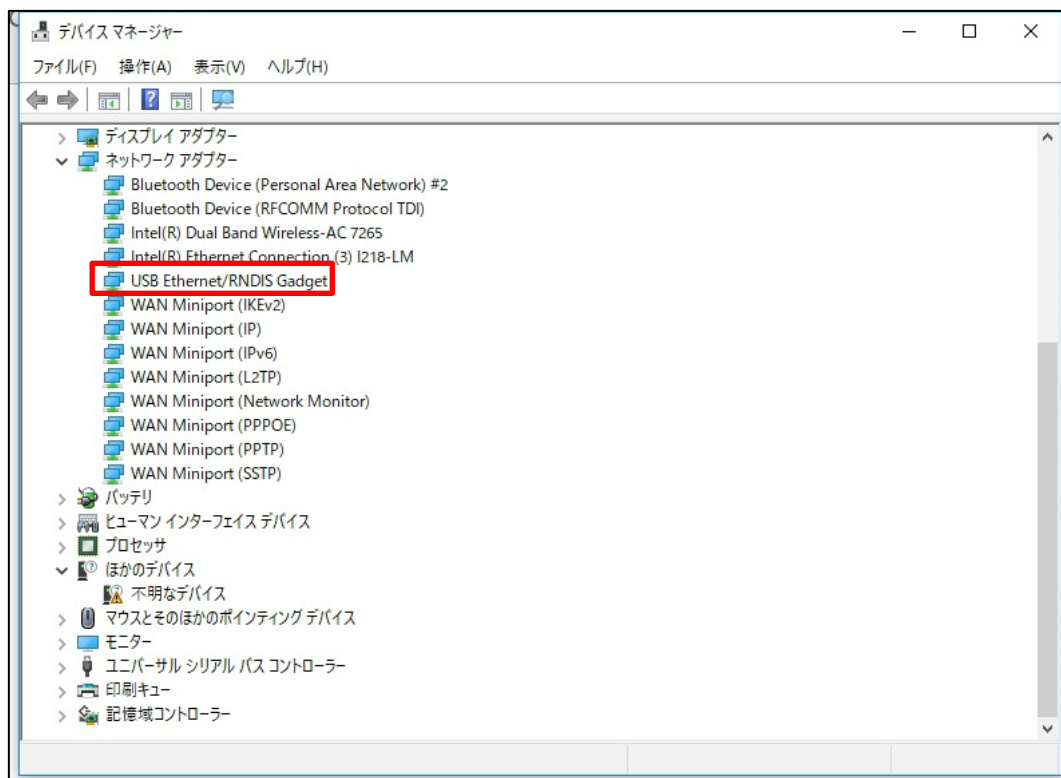 デバイス マネージャー
ファイル(F) 操作(A) 表示(V) ヘルプ(H)
ディスプレイ アダプター
ネットワーク アダプター
Bluetooth Device (Personal Area Network) #2
Bluetooth Device (RFCOMM Protocol TDI)
Intel(R) Dual Band Wireless-AC 7265
Intel(R) Ethernet Connection (3) I218-LM
USB Ethernet/RNDIS Gadget
WAN Miniport (IKEv2)
WAN Miniport (IP)
WAN Miniport (IPv6)
WAN Miniport (L2TP)
WAN Miniport (Network Monitor)
WAN Miniport (PPPOE)
WAN Miniport (PPTP)
WAN Miniport (SSTP)
バッテリ
ヒューマン インターフェイス デバイス
プロセッサ
ほかのデバイス
不明なデバイス
マウスとそのほかのポインティング デバイス
モニター
ユニバーサル シリアル バス コントローラー
印刷キュー
記憶域コントローラー